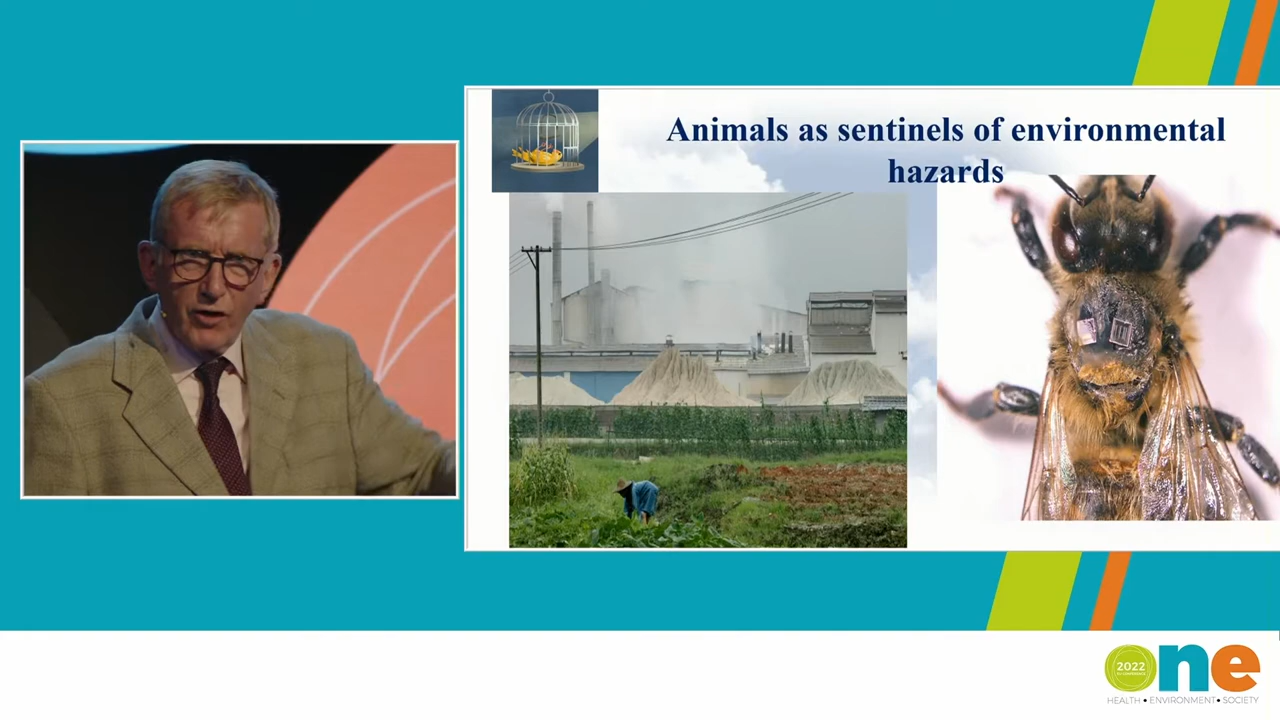 Animals as sentinels of environmental
hazards
2022
one
HEALTH • ENVIRONMENT • SOCIETY